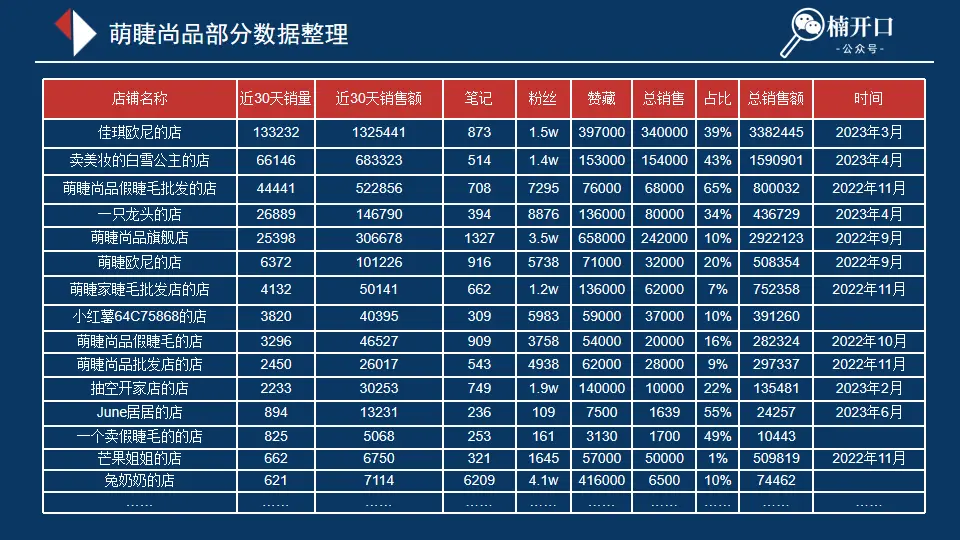 萌睫尚品部分数据整理
楠开口
-公众号-
店铺名称 近30天销量 近30天销售额 笔记 粉丝 赞藏 总销售 占比 总销售额 时间
佳琪欧尼的店 133232 1325441 873 1.5w 397000 340000 39% 3382445 2023年3月
卖美妆的白雪公主的店 66146 683323 514 1.4w 153000 154000 43% 1590901 2023年4月
萌睫尚品假睫毛批发的店 44441 522856 708 7295 76000 68000 65% 800032 2022年11月
一只龙头的店 26889 146790 394 8876 136000 80000 34% 436729 2023年4月
萌睫尚品旗舰店 25398 306678 1327 3.5w 658000 242000 10% 2922123 2022年9月
萌睫欧尼的店 6372 101226 916 5738 71000 32000 20% 508354 2022年9月
萌睫家睫毛批发店的店 4132 50141 662 1.2w 136000 62000 7% 752358 2022年11月
小红薯64C75868的店 3820 40395 309 5983 59000 37000 10% 391260
萌睫尚品假睫毛的店 3296 46527 909 3758 54000 20000 16% 282324 2022年10月
萌睫尚品批发店的店 2450 26017 543 4938 62000 28000 9% 297337 2022年11月
抽空开家店的店 2233 30253 749 1.9w 140000 10000 22% 135481 2023年2月
June居居的店 894 13231 236 109 7500 1639 55% 24257 2023年6月
一个卖假睫毛的的店 825 5068 253 161 3130 1700 49% 10443
芒果姐姐的店 662 6750 321 1645 57000 50000 1% 509819 2022年11月
兔奶奶的店 621 7114 6209 4.1w 416000 6500 10% 74462
…… …… …… …… …… …… …… …… …… ……